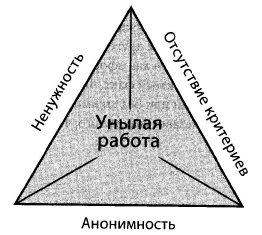 Ненужность
Отсутствие критериев
Унылая
работа
Анонимность